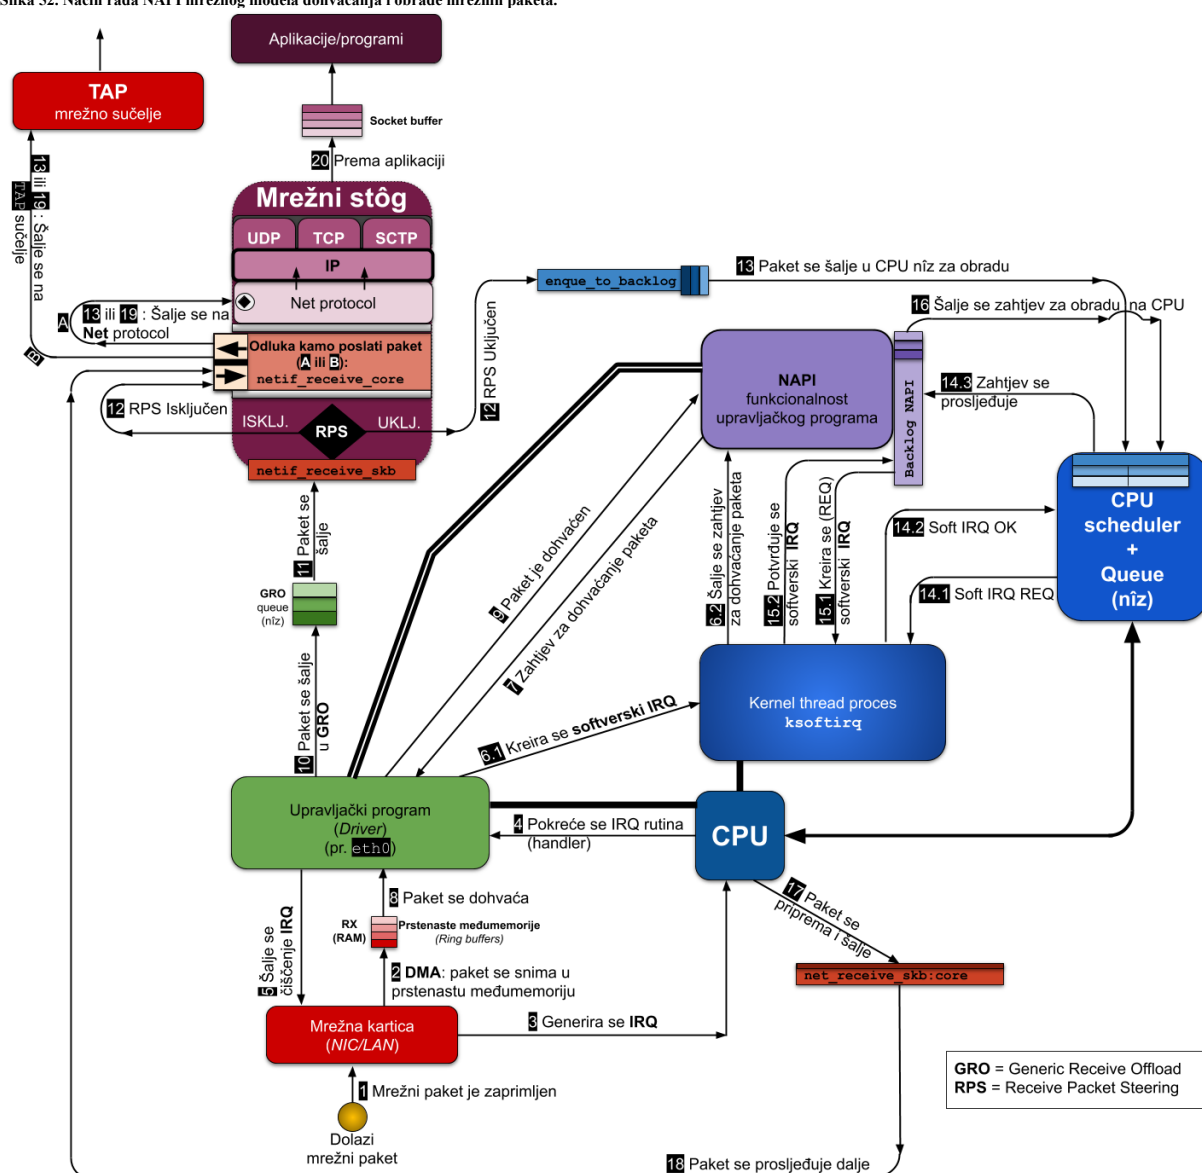 Slika 52. Način rada NAPI mrežnog modela dohvaćanja i obrade mrežnih paketa.
Aplikacije/programi
TAP
mrežno sučelje
Socket buffer
20 Prema aplikaciji
13 ili 19 : Šalje se na
TAP sučelje
Mrežni stôg
UDP
TCP
SCTP
IP
Net protocol
enque_to_backlog
13 Paket se šalje u CPU nîz za obradu
16 Šalje se zahtjev za obradu na CPU
A
13 ili 19 : Šalje se na
Net protocol
B
Odluka kamo poslati paket
(A ili B):
netif_receive_core
12 RPS Uključen
12 RPS Isključen
ISKLJ.
RPS
UKLJ.
netif_receive_skb
NAPI
funkcionalnost
upravljačkog programa
Backlog NAPI
14.3 Zahtjev se
prosljeđuje
CPU
scheduler
+
Queue
(nîz)
11 Paket se
šalje
GRO
queue
(nîz)
9 Paket je dohvaćen
7 Zahtjev za dohvaćanje paketa
6.2 Šalje se zahtjev
za dohvaćanje paketa
15.2 Potvrđuje se
softverski IRQ
15.1 Kreira se (REQ)
softverski IRQ
14.2 Soft IRQ OK
14.1 Soft IRQ REQ
10 Paket se šalje
u GRO
6.1 Kreira se softverski IRQ
Kernel thread proces
ksoftirq
Upravljački program
(Driver)
(pr. eth0)
4 Pokreće se IRQ rutina
(handler)
CPU
8 Paket se dohvaća
RX
(RAM)
Prstenaste međumemorije
(Ring buffers)
5 Šalje se
čišćenje IRQ
2 DMA: paket se snima u
prstenastu međumemoriju
17 Paket se
priprema i šalje
net_receive_skb:core
Mrežna kartica
(NIC/LAN)
3 Generira se IRQ
1 Mrežni paket je zaprimljen
Dolazi
mrežni paket
GRO = Generic Receive Offload
RPS = Receive Packet Steering
18 Paket se prosljeđuje dalje